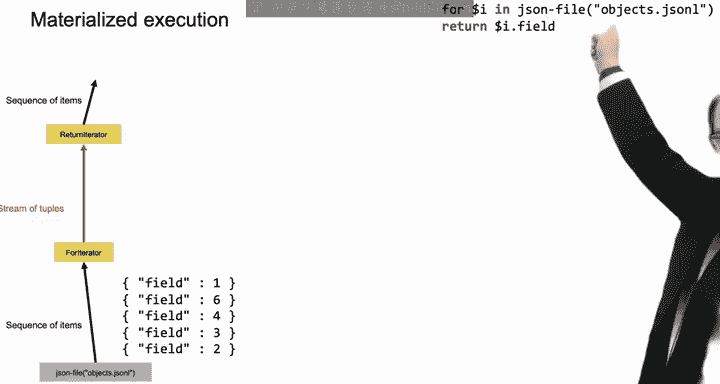 Materialized execution
for $i in json-file("objects.jsonl")
return $i.field
Sequence of items
ReturnIterator
Stream of tuples
ForIterator
{ "field" : 1 }
{ "field" : 6 }
{ "field" : 4 }
{ "field" : 3 }
{ "field" : 2 }
Sequence of items
json-file("objects.jsonl")